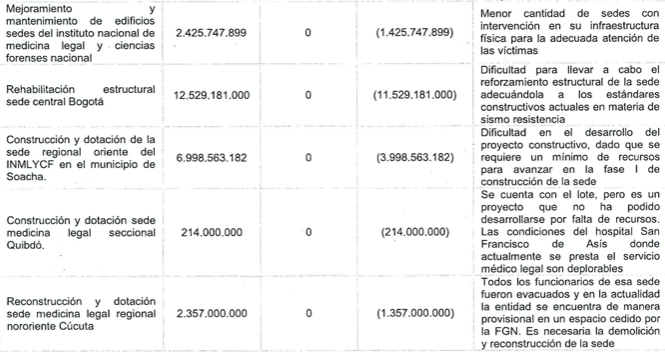 Mejoramiento y
mantenimiento de edificios
sedes del instituto nacional de
medicina legal y ciencias
forenses nacional
2.425.747.899
0
(1.425.747.899)
Menor cantidad de sedes con
intervención en su infraestructura
física para la adecuada atención de
las víctimas
Rehabilitación estructural
sede central Bogotá
12.529.181.000
0
(11.529.181.000)
Dificultad para llevar a cabo el
reforzamiento estructural de la sede
adecuándola a los estándares
constructivos actuales en materia de
sismo resistencia
Construcción y dotación de la
sede regional oriente del
INMLYCF en el municipio de
Soacha.
6.998.563.182
0
(3.998.563.182)
Dificultad en el desarrollo del
proyecto constructivo, dado que se
requiere un mínimo de recursos
para avanzar en la fase I de
construcción de la sede
Construcción y dotación sede
medicina legal seccional
Quibdó.
214.000.000
0
(214.000.000)
Se cuenta con el lote, pero es un
proyecto que no ha podido
desarrollarse por falta de recursos.
Las condiciones del hospital San
Francisco de Asís donde
actualmente se presta el servicio
médico legal son deplorables
Reconstrucción y dotación
sede medicina legal regional
nororiente Cúcuta
2.357.000.000
0
(1.357.000.000)
Todos los funcionarios de esa sede
fueron evacuados y en la actualidad
la entidad se encuentra de manera
provisional en un espacio cedido por
la FGN. Es necesaria la demolición
y reconstrucción de la sede